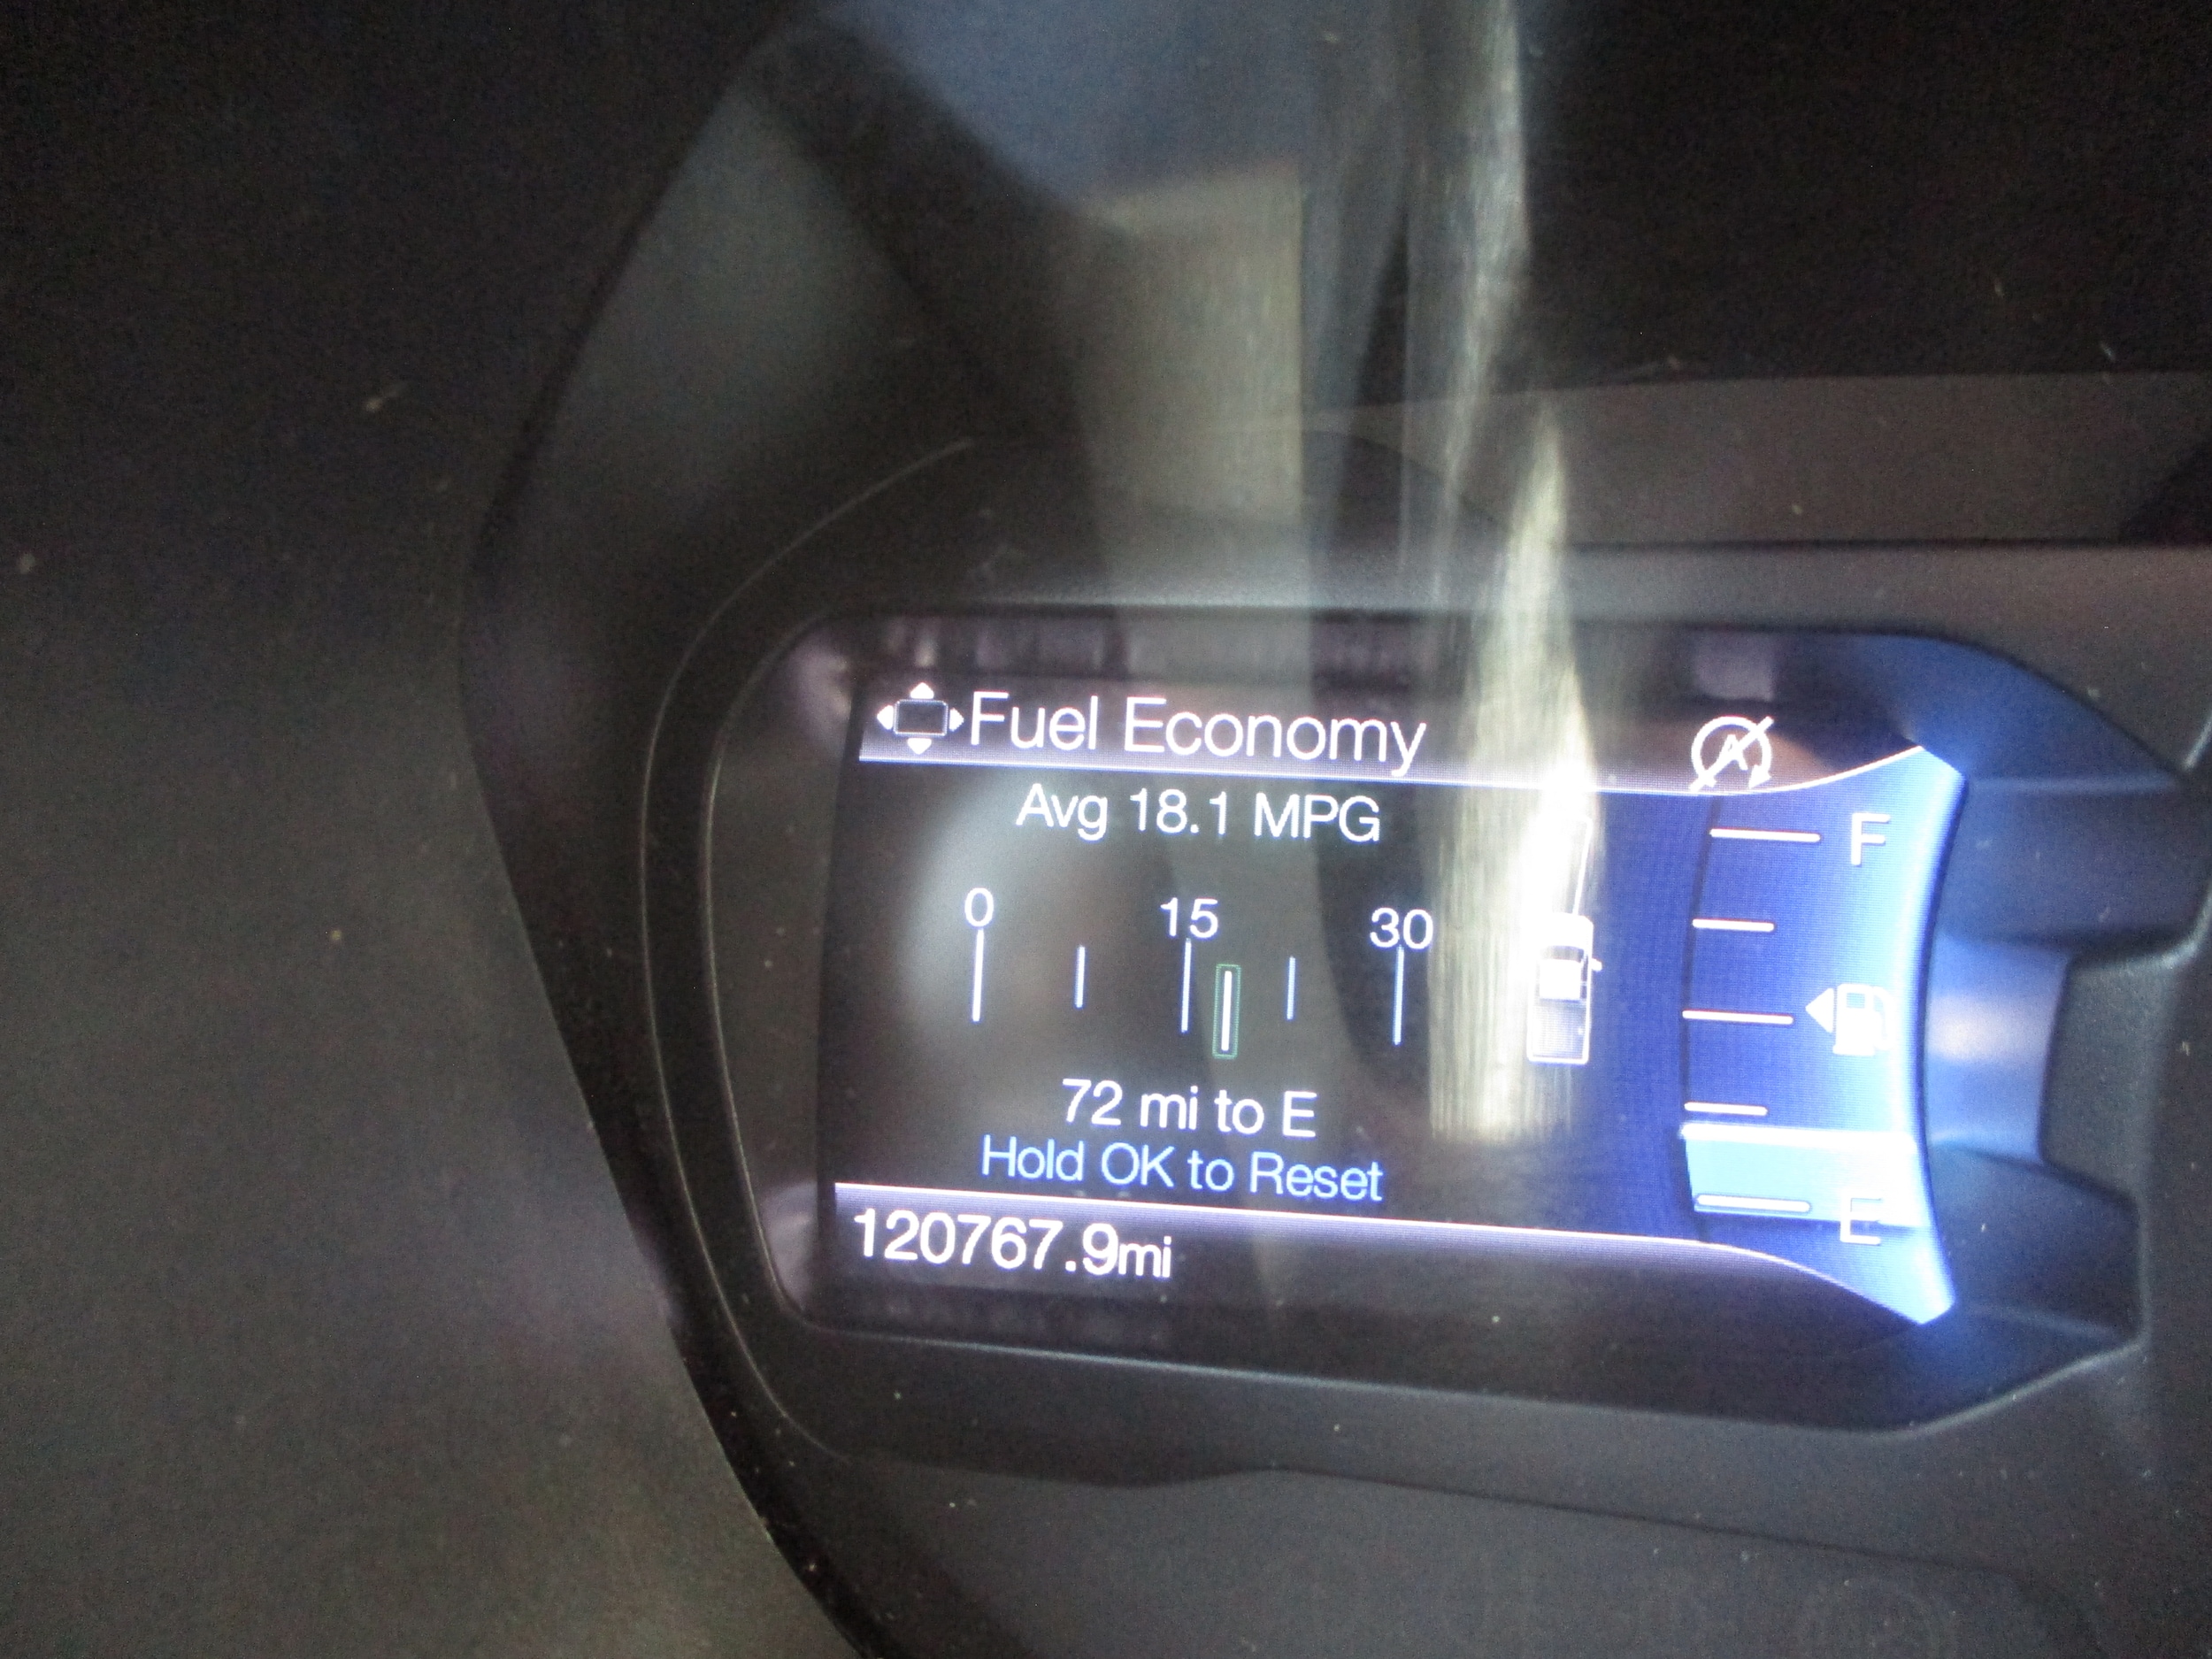 Fuel Economy
Avg 18.1 MPG
0 15 30
72 mi to E
Hold OK to Reset
120767.9mi
A
F
E